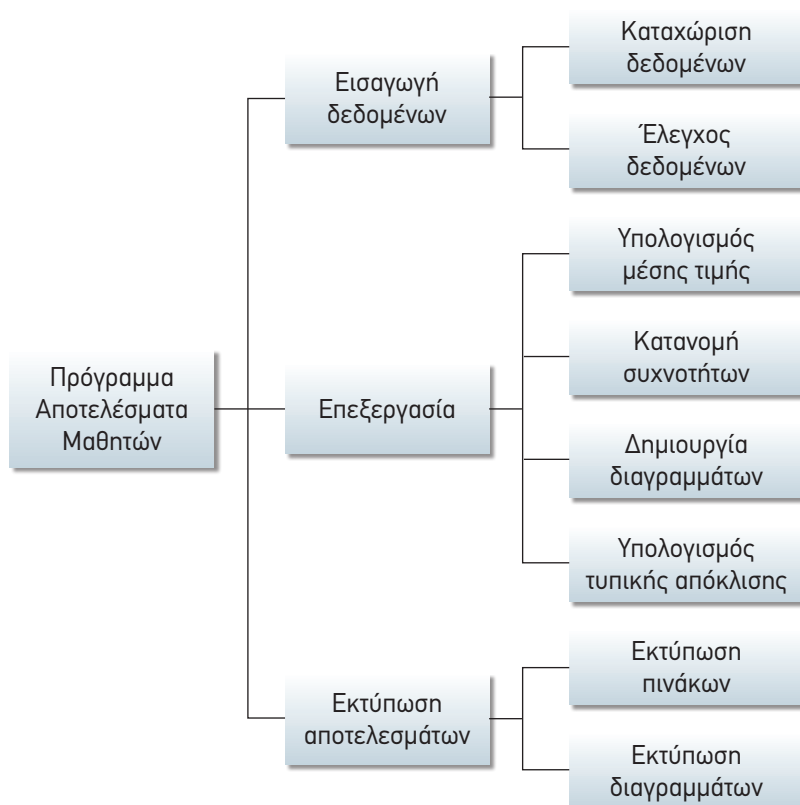 Πρόγραμμα
Αποτελέσματα
Μαθητών
Εισαγωγή
δεδομένων
Καταχώριση
δεδομένων
Έλεγχος
δεδομένων
Επεξεργασία
Υπολογισμός
μέσης τιμής
Κατανομή
συχνοτήτων
Δημιουργία
διαγραμμάτων
Υπολογισμός
τυπικής απόκλισης
Εκτύπωση
αποτελεσμάτων
Εκτύπωση
πινάκων
Εκτύπωση
διαγραμμάτων